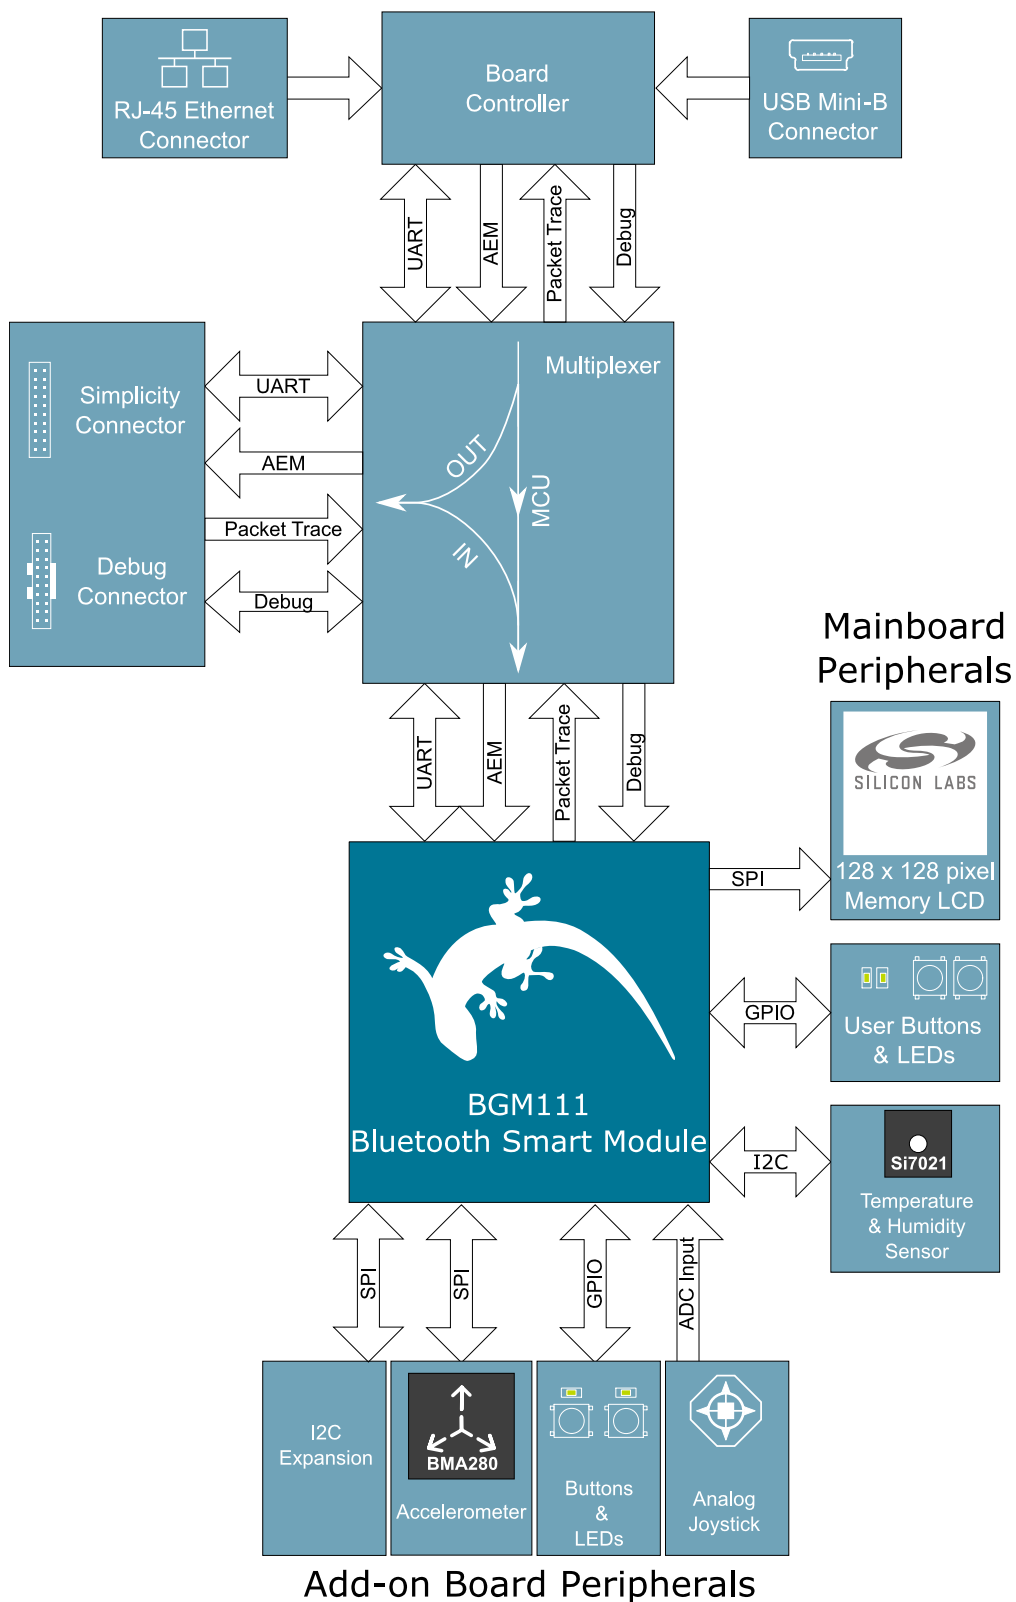 RJ-45 Ethernet
Connector
Board
Controller
USB Mini-B
Connector
UART
AEM
Packet Trace
Debug
Simplicity
Connector
Debug
Connector
UART
AEM
Packet Trace
Debug
Multiplexer
OUT
MCU
IN
UART
AEM
Packet Trace
Debug
Mainboard
Peripherals
SILICON LABS
128 x 128 pixel
Memory LCD
SPI
GPIO
User Buttons
& LEDs
I2C
Si7021
Temperature
& Humidity
Sensor
BGM111
Bluetooth Smart Module
SPI
SPI
GPIO
ADC Input
I2C
Expansion
BMA280
Accelerometer
Buttons
&
LEDs
Analog
Joystick
Add-on Board Peripherals